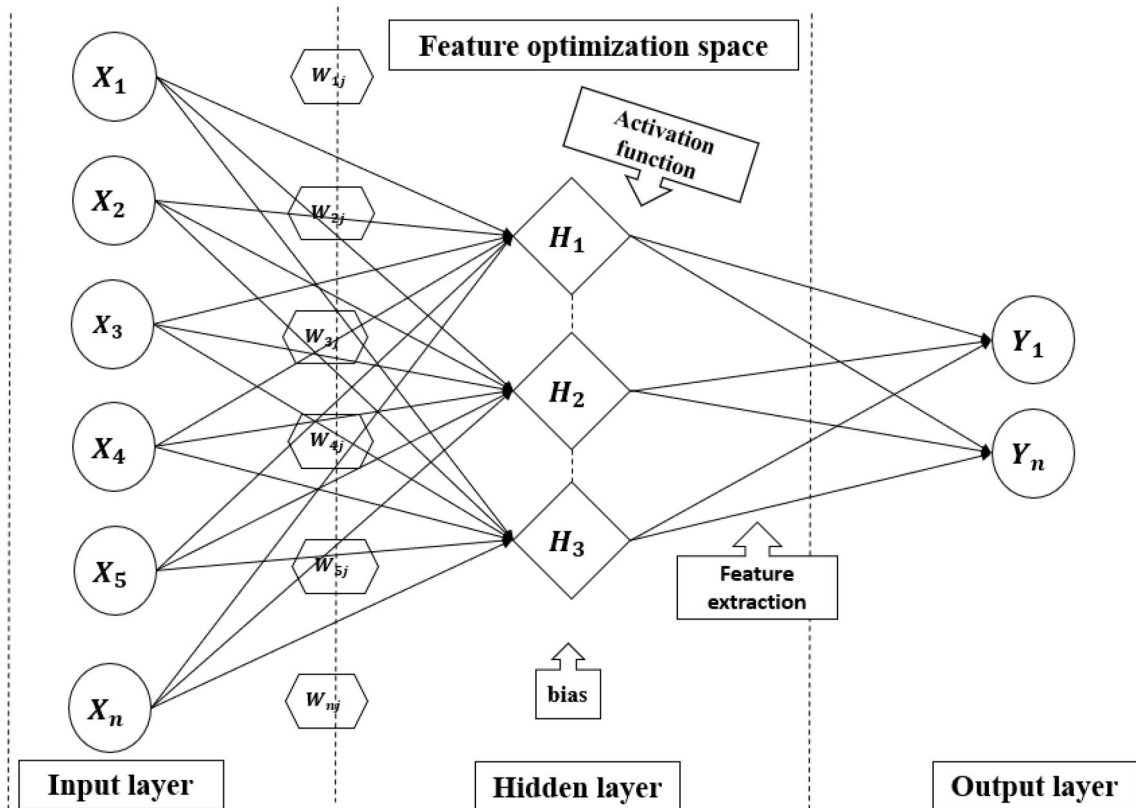 Feature optimization space
X₁
W₁ⱼ
Activation
function
X₂
W₂ⱼ
H₁
X₃
W₃ⱼ
Y₁
H₂
X₄
W₄ⱼ
Yₙ
H₃
X₅
W₅ⱼ
Feature
extraction
Xₙ
Wₙⱼ
bias
Input layer
Hidden layer
Output layer